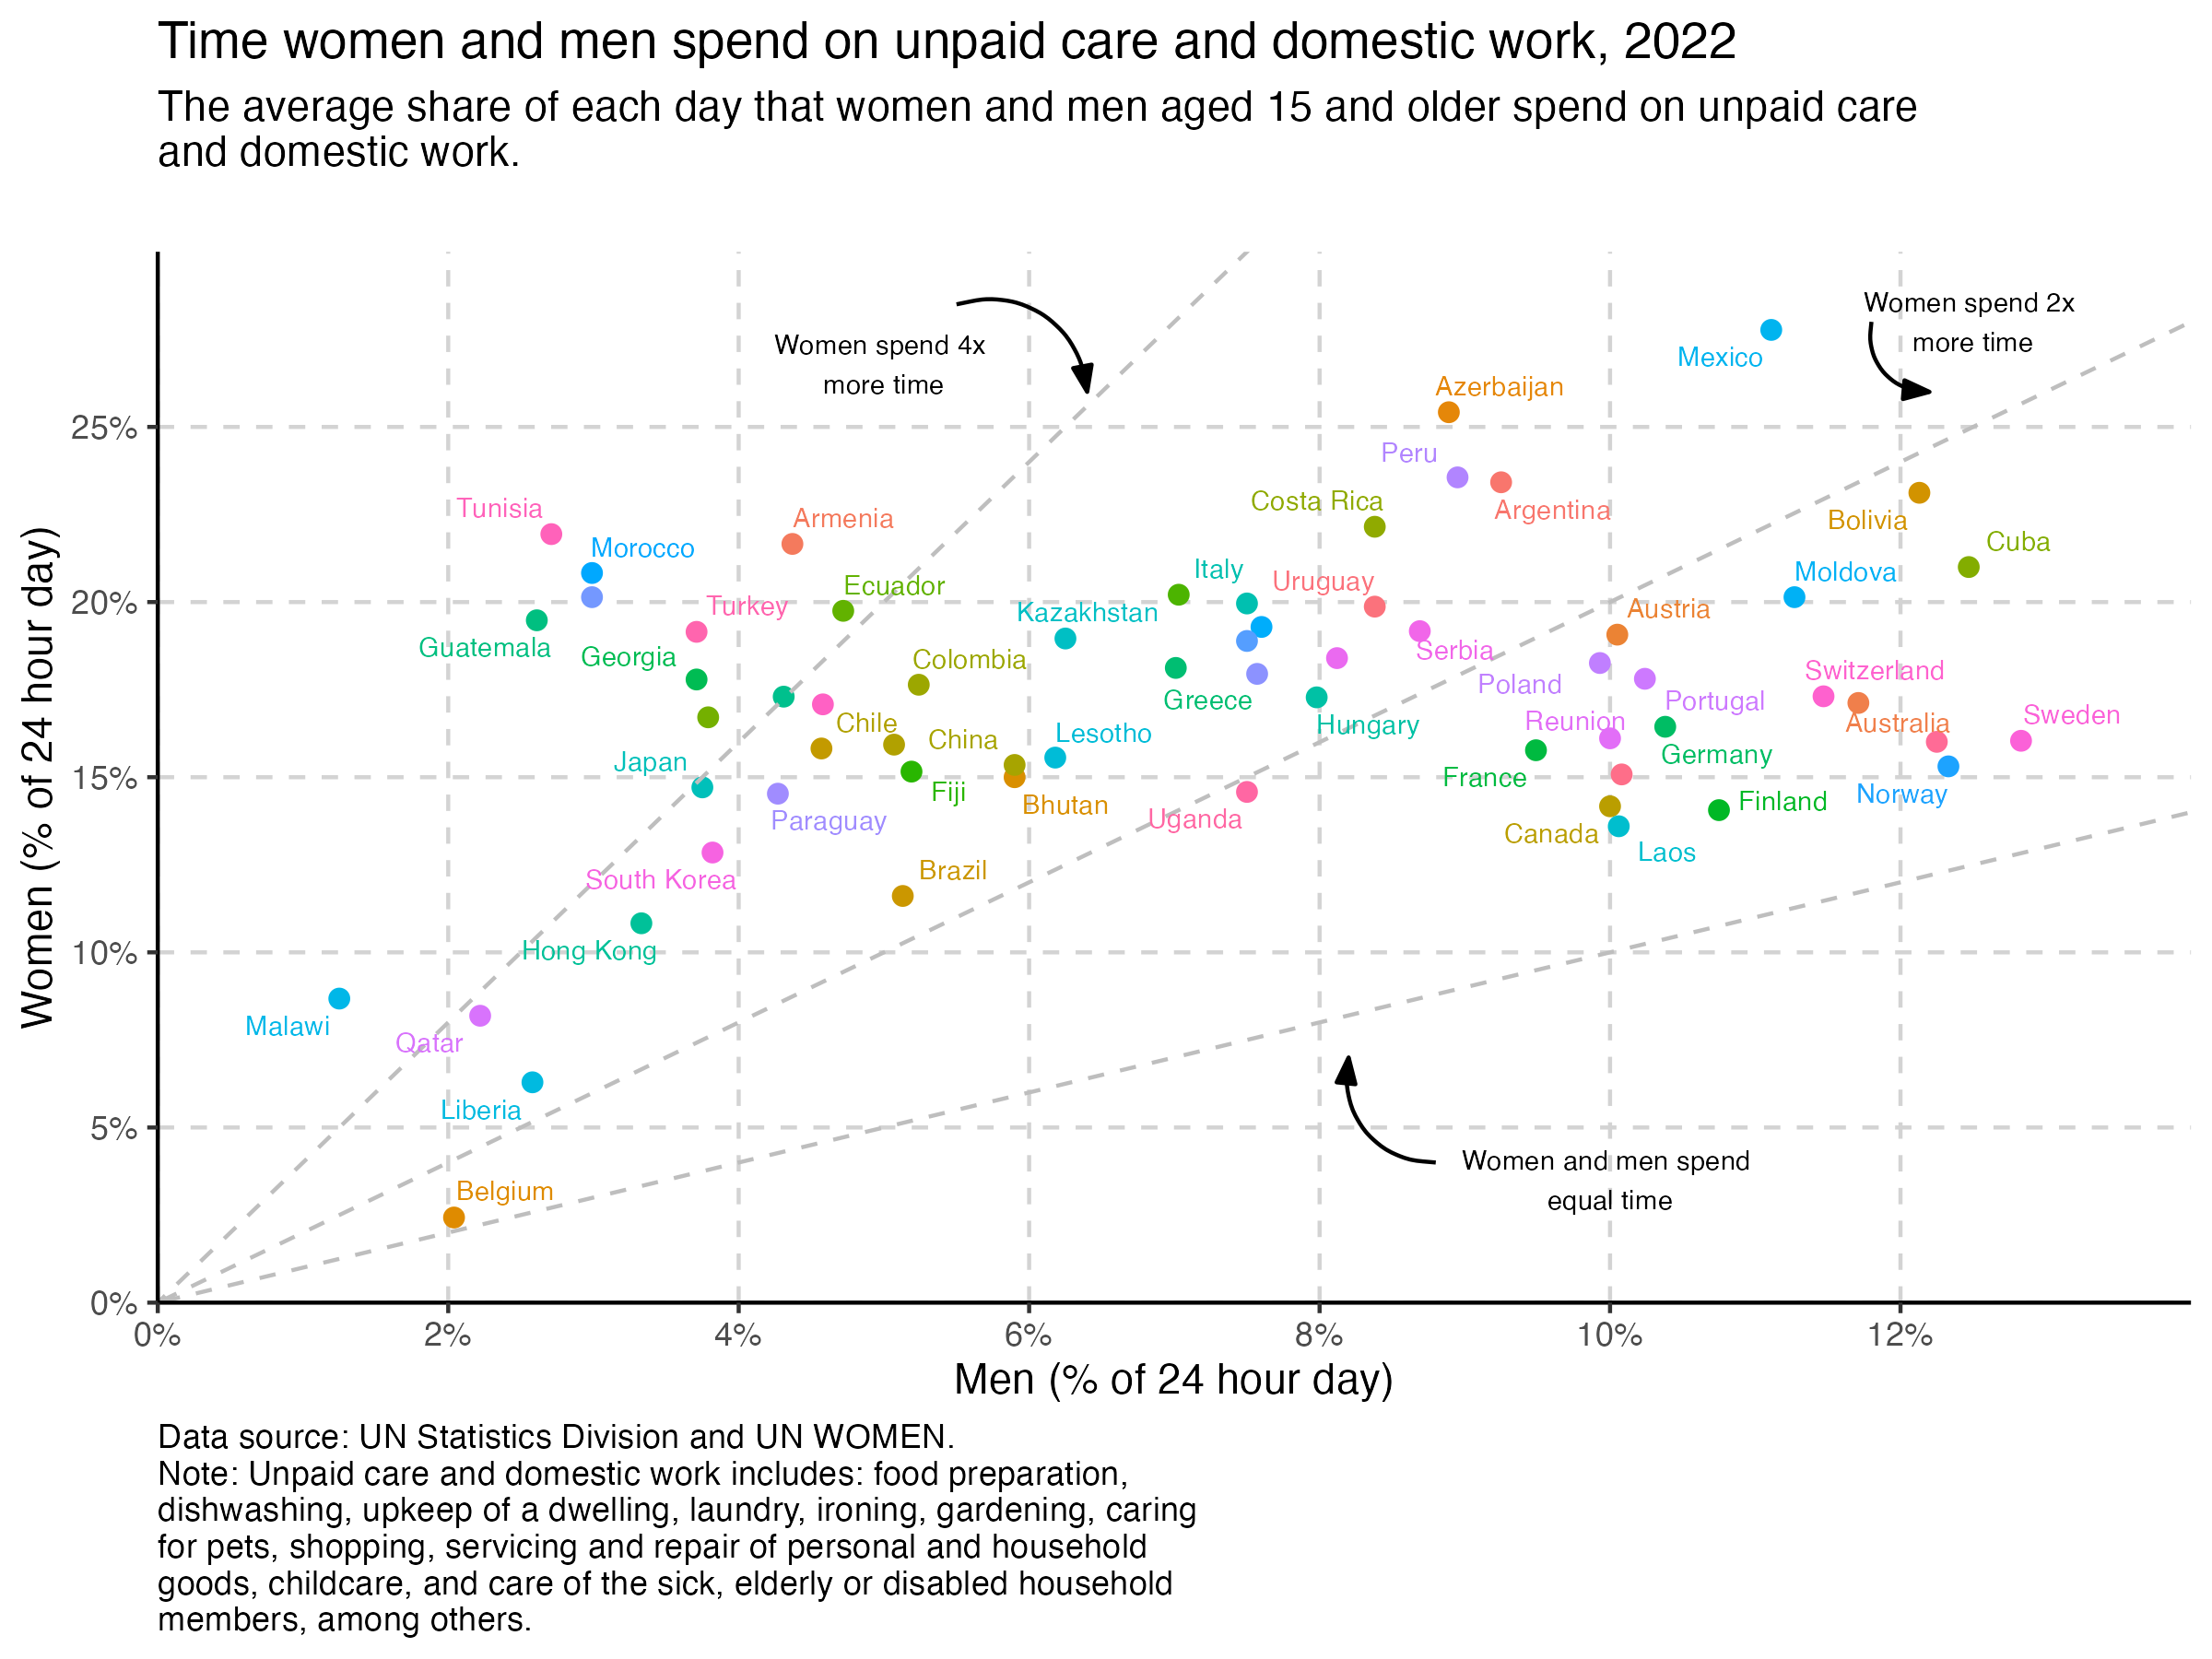 Time women and men spend on unpaid care and domestic work, 2022
The average share of each day that women and men aged 15 and older spend on unpaid care
and domestic work.
Women spend 4x
more time
Women spend 2x
more time
Mexico
Azerbaijan
25%
Peru
Costa Rica
Argentina
Tunisia
Armenia
Bolivia
Cuba
Morocco
Italy
Moldova
Uruguay
Ecuador
20%
Turkey
Kazakhstan
Austria
Guatemala
Georgia
Colombia
Serbia
Switzerland
Poland
Greece
Portugal
Sweden
Chile
Reunion
Hungary
Australia
China
Lesotho
Germany
Japan
15%
France
Fiji
Norway
Bhutan
Finland
Paraguay
Uganda
Canada
Laos
Brazil
South Korea
10%
Hong Kong
Malawi
Qatar
Liberia
5%
Women and men spend
equal time
Belgium
0%
0% 2% 4% 6% 8% 10% 12%
Men (% of 24 hour day)
Women (% of 24 hour day)
Data source: UN Statistics Division and UN WOMEN.
Note: Unpaid care and domestic work includes: food preparation,
dishwashing, upkeep of a dwelling, laundry, ironing, gardening, caring
for pets, shopping, servicing and repair of personal and household
goods, childcare, and care of the sick, elderly or disabled household
members, among others.